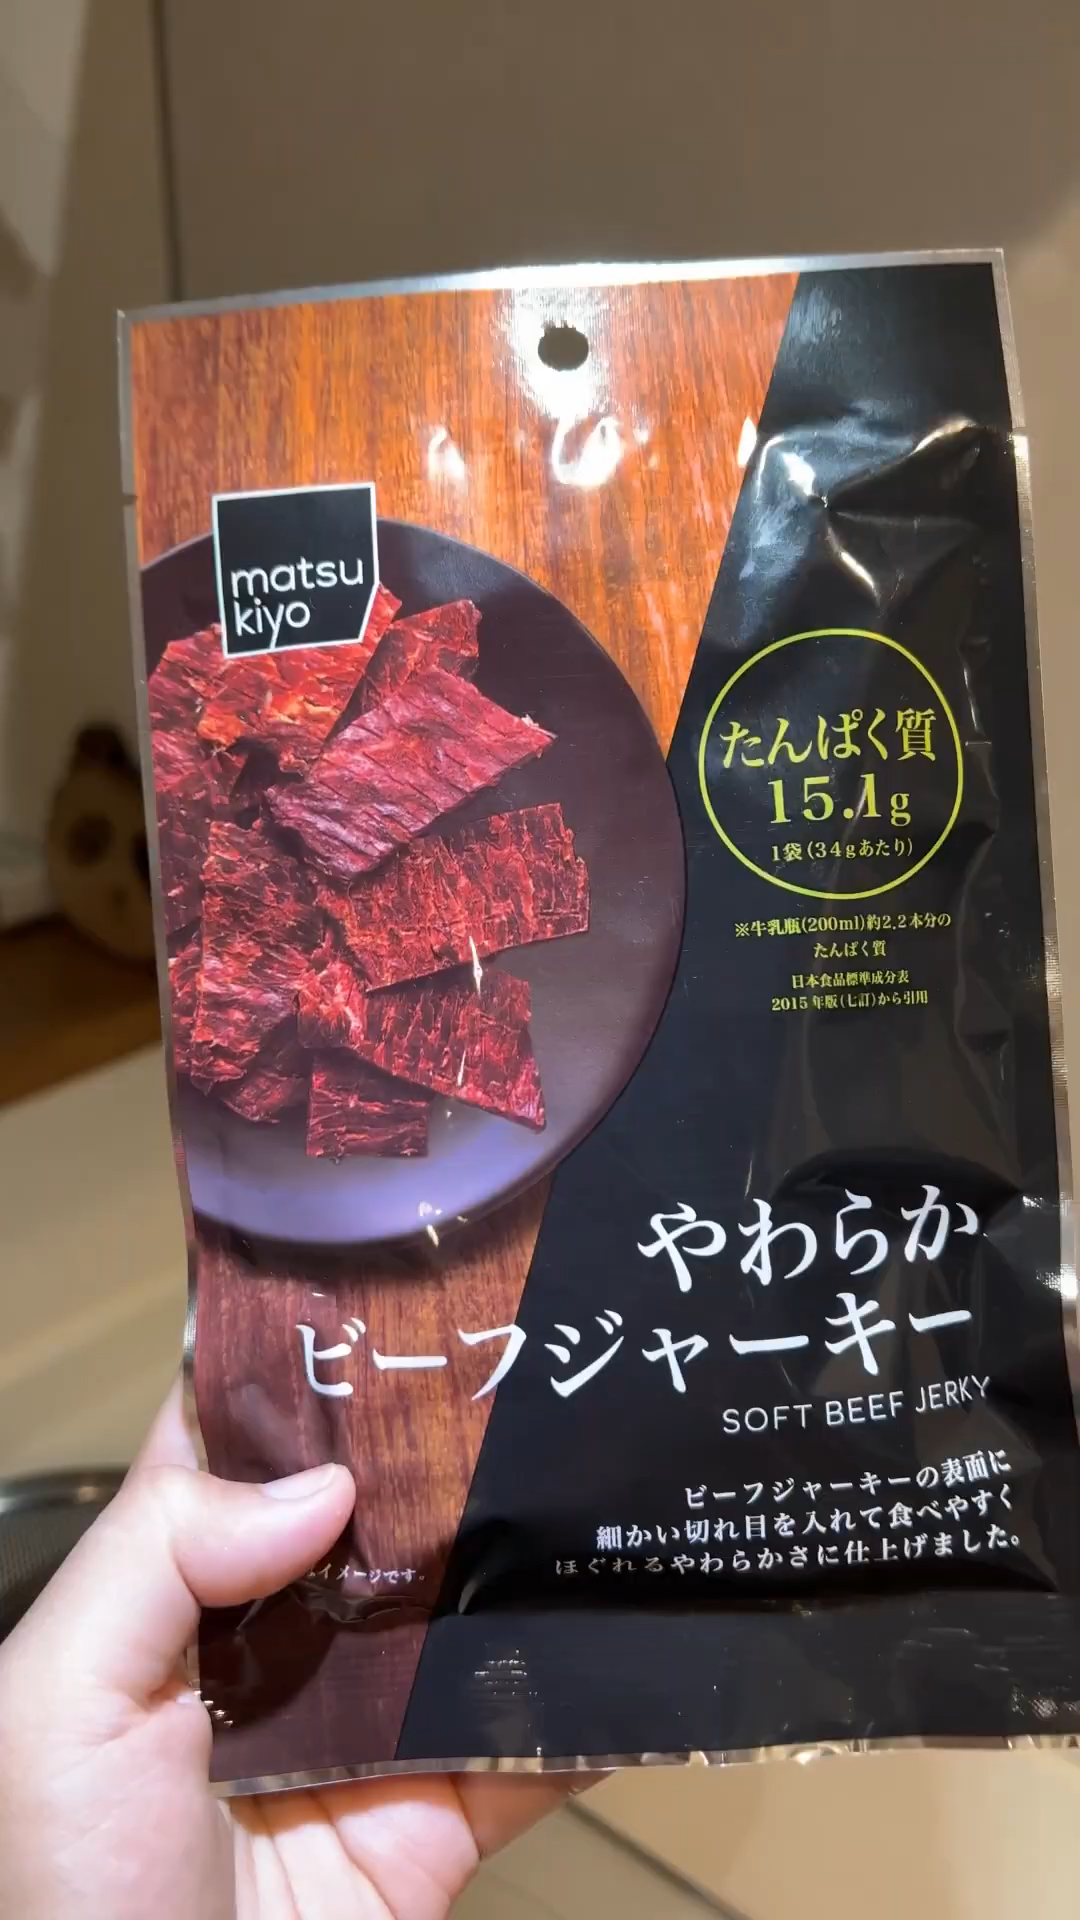 matsu
kiyo
たんぱく質
15.1g
1袋(34gあたり)
※牛乳瓶(200ml)約2.2本分の
たんぱく質
日本食品標準成分表
2015年版(七訂)から引用
やわらか
ビーフジャーキー
SOFT BEEF JERKY
ビーフジャーキーの表面に
細かい切れ目を入れて食べやすく
ほぐれるやわらかさに仕上げました。
イメージです。